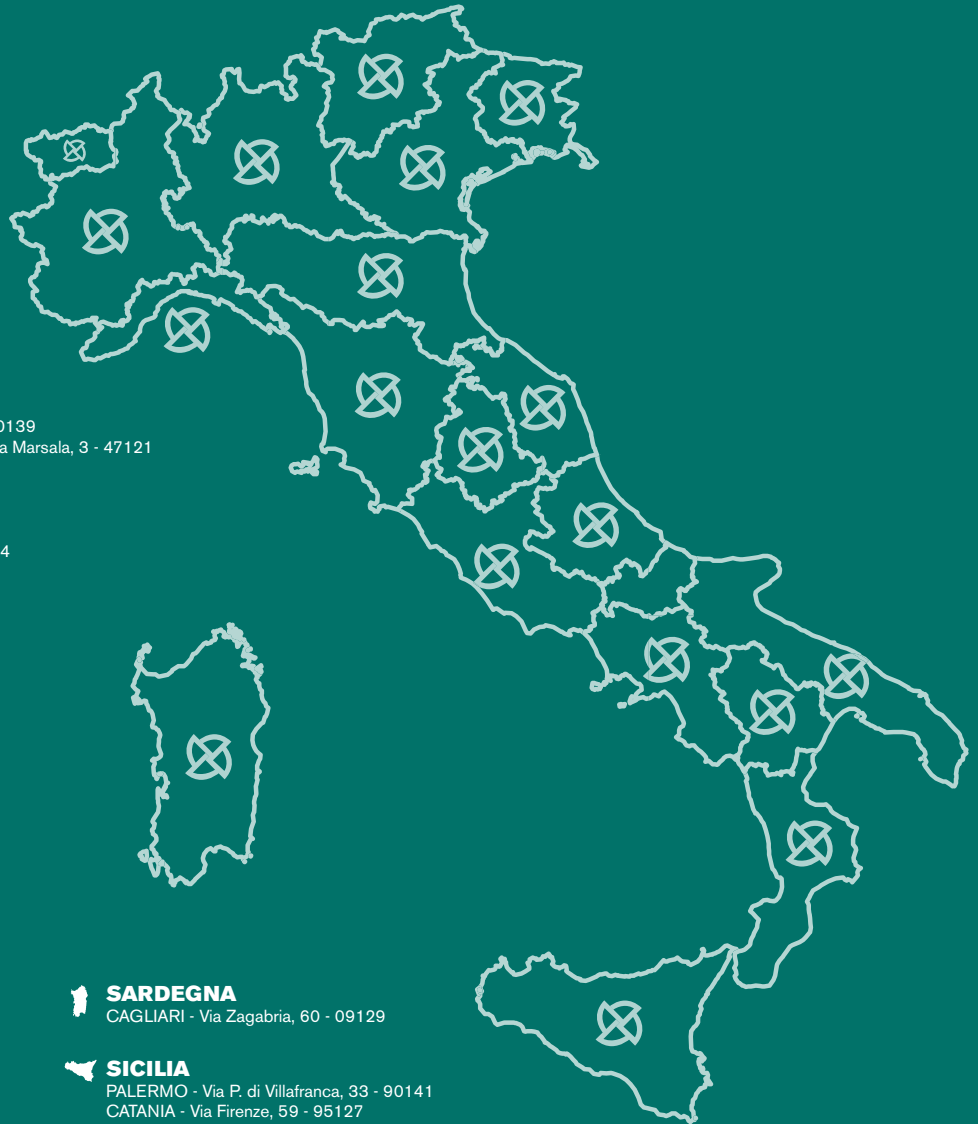 0139
a Marsala, 3 - 47121
4
SARDEGNA
CAGLIARI - Via Zagabria, 60 - 09129
SICILIA
PALERMO - Via P. di Villafranca, 33 - 90141
CATANIA - Via Firenze, 59 - 95127